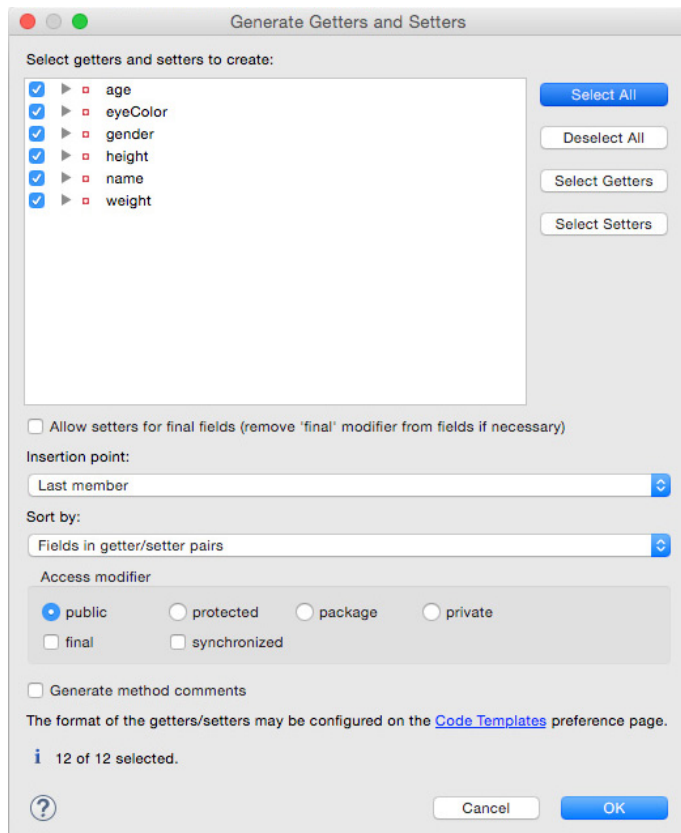 Generate Getters and Setters
Select getters and setters to create:
age
eyeColor
gender
height
name
weight
Select All
Deselect All
Select Getters
Select Setters
Allow setters for final fields (remove 'final' modifier from fields if necessary)
Insertion point:
Last member
Sort by:
Fields in getter/setter pairs
Access modifier
public protected package private
final synchronized
Generate method comments
The format of the getters/setters may be configured on the Code Templates preference page.
i 12 of 12 selected.
? Cancel OK